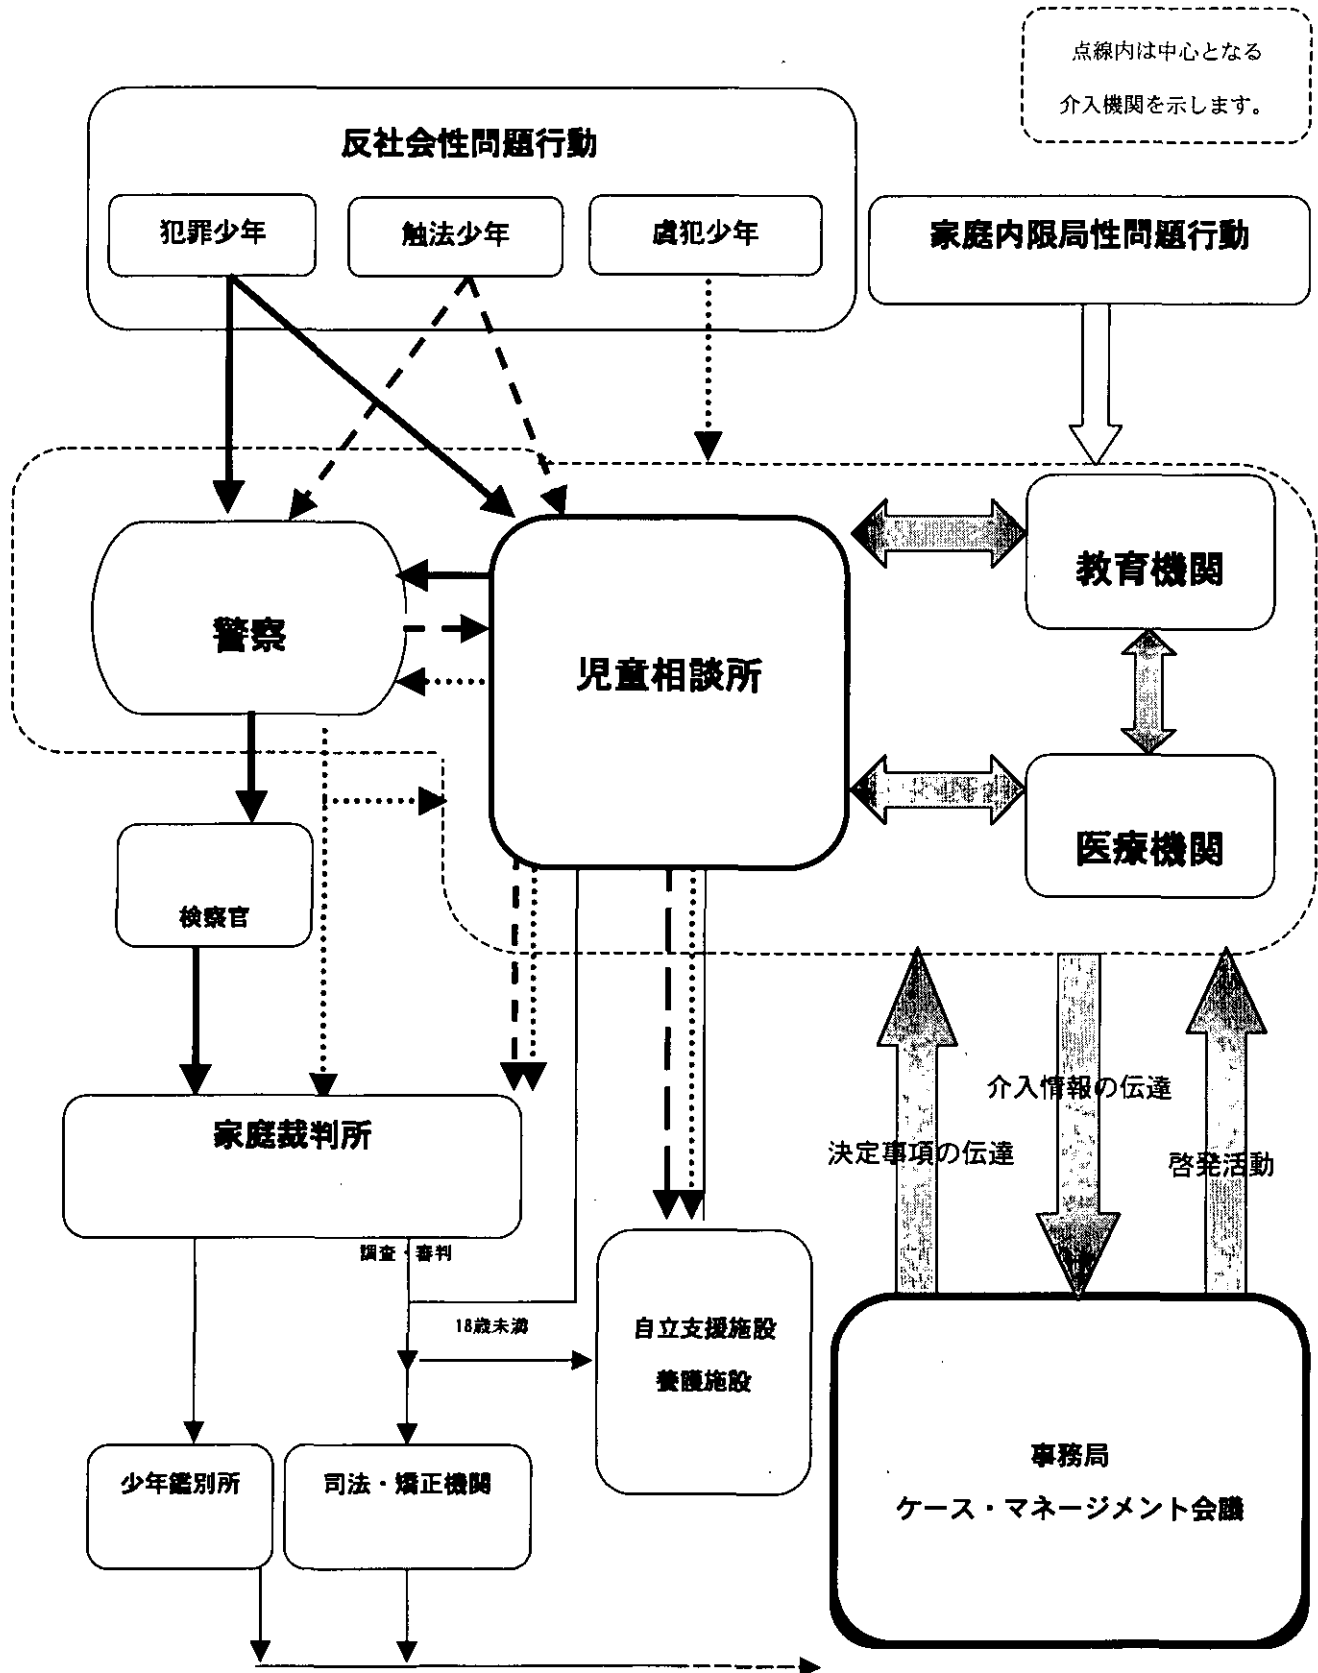 点線内は中心となる
介入機関を示します。
反社会性問題行動
犯罪少年
触法少年
虞犯少年
家庭内限局性問題行動
警察
児童相談所
教育機関
医療機関
検察官
家庭裁判所
介入情報の伝達
決定事項の伝達
啓発活動
調査・審判
18歳未満
自立支援施設
養護施設
少年鑑別所
司法・矯正機関
事務局
ケース・マネージメント会議